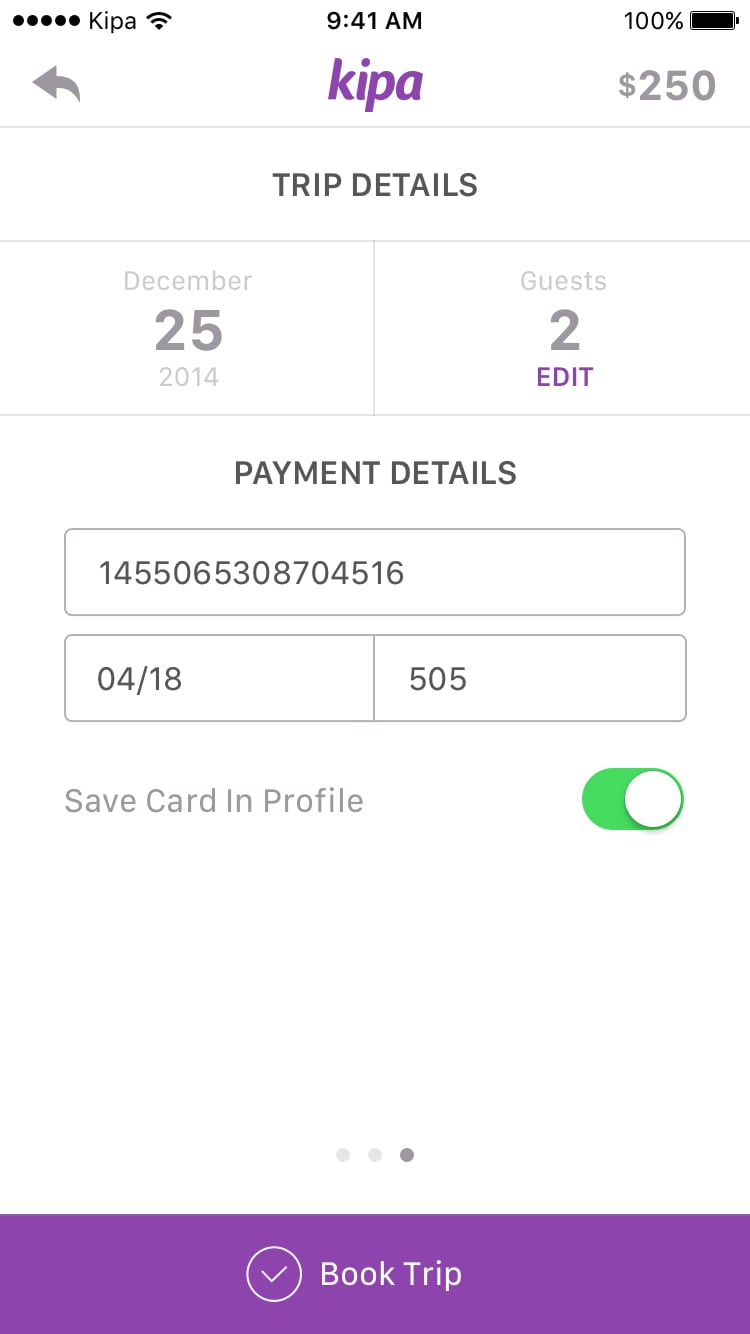 Kipa 9:41 AM 100%
kipa $250
TRIP DETAILS
December
25
2014
Guests
2
EDIT
PAYMENT DETAILS
1455065308704516
04/18 505
Save Card In Profile
Book Trip